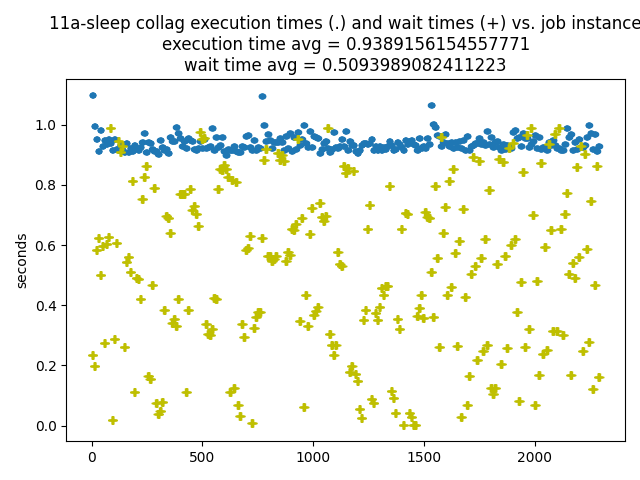 11a-sleep collag execution times (.) and wait times (+) vs. job instance
execution time avg = 0.9389156154557771
wait time avg = 0.5093989082411223
seconds
1.0
0.8
0.6
0.4
0.2
0.0
0 500 1000 1500 2000